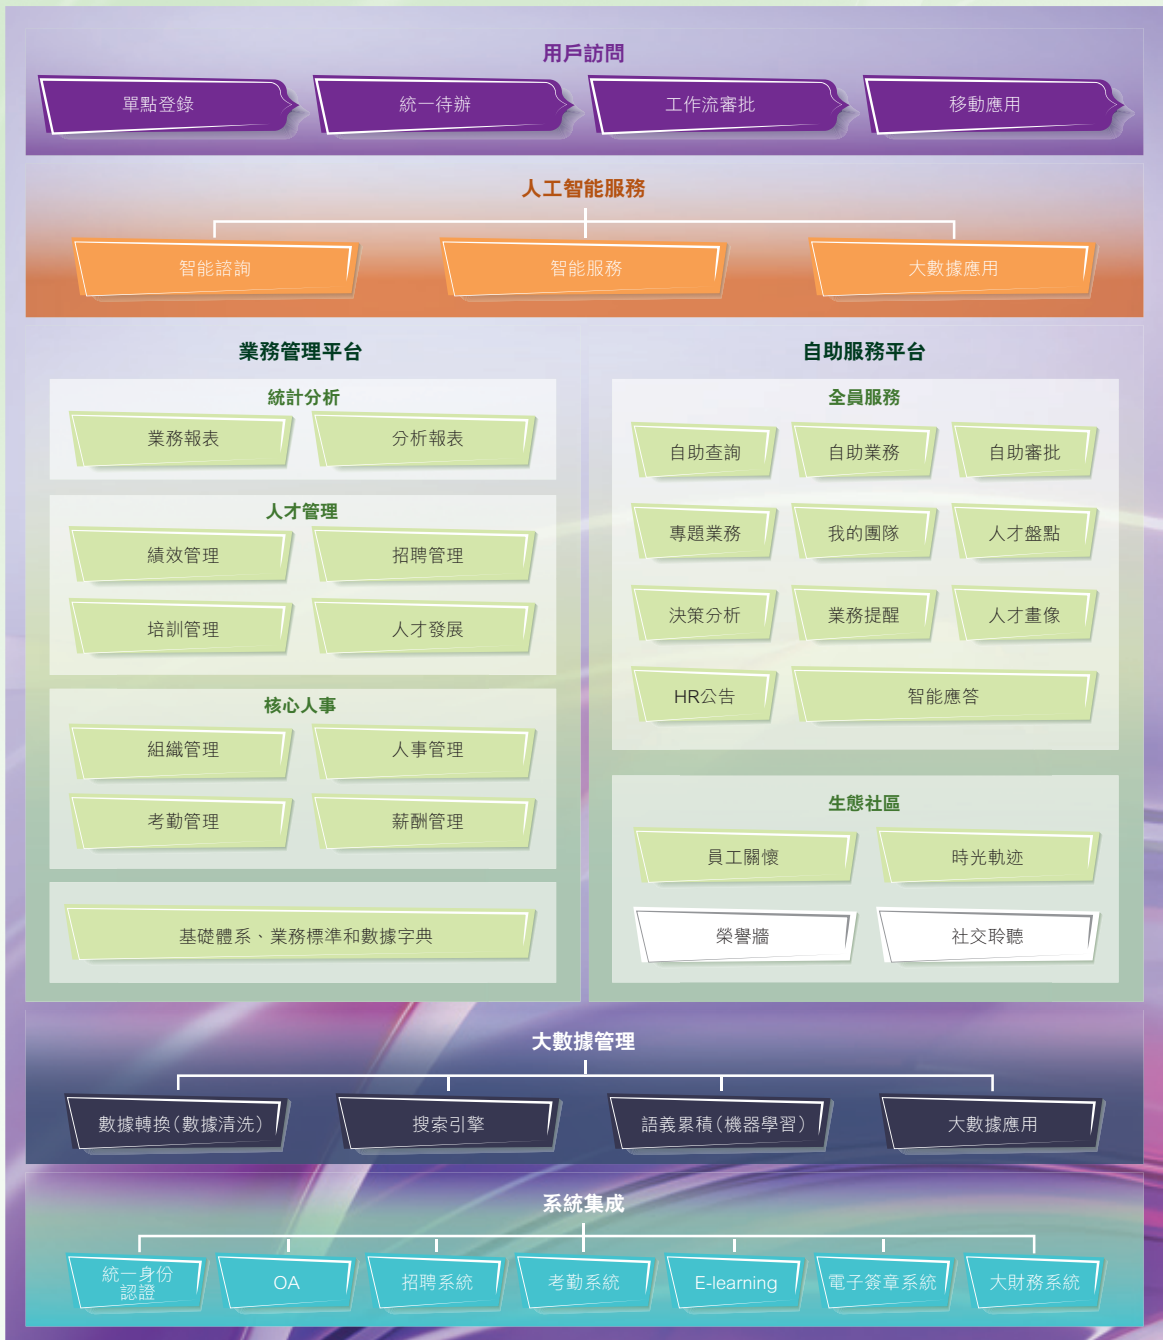 用戶訪問
單點登錄
統一待辦
工作流審批
移動應用
人工智能服務
智能諮詢
智能服務
大數據應用
業務管理平台
統計分析
業務報表
分析報表
人才管理
績效管理
招聘管理
培訓管理
人才發展
核心人事
組織管理
人事管理
考勤管理
薪酬管理
基礎體系、業務標準和數據字典
自助服務平台
全員服務
自助查詢
自助業務
自助審批
專題業務
我的團隊
人才盤點
決策分析
業務提醒
人才畫像
HR公告
智能應答
生態社區
員工關懷
時光軌迹
榮譽牆
社交聆聽
大數據管理
數據轉換（數據清洗）
搜索引擎
語義累積（機器學習）
大數據應用
系統集成
統一身份
認證
OA
招聘系統
考勤系統
E-learning
電子簽章系統
大財務系統